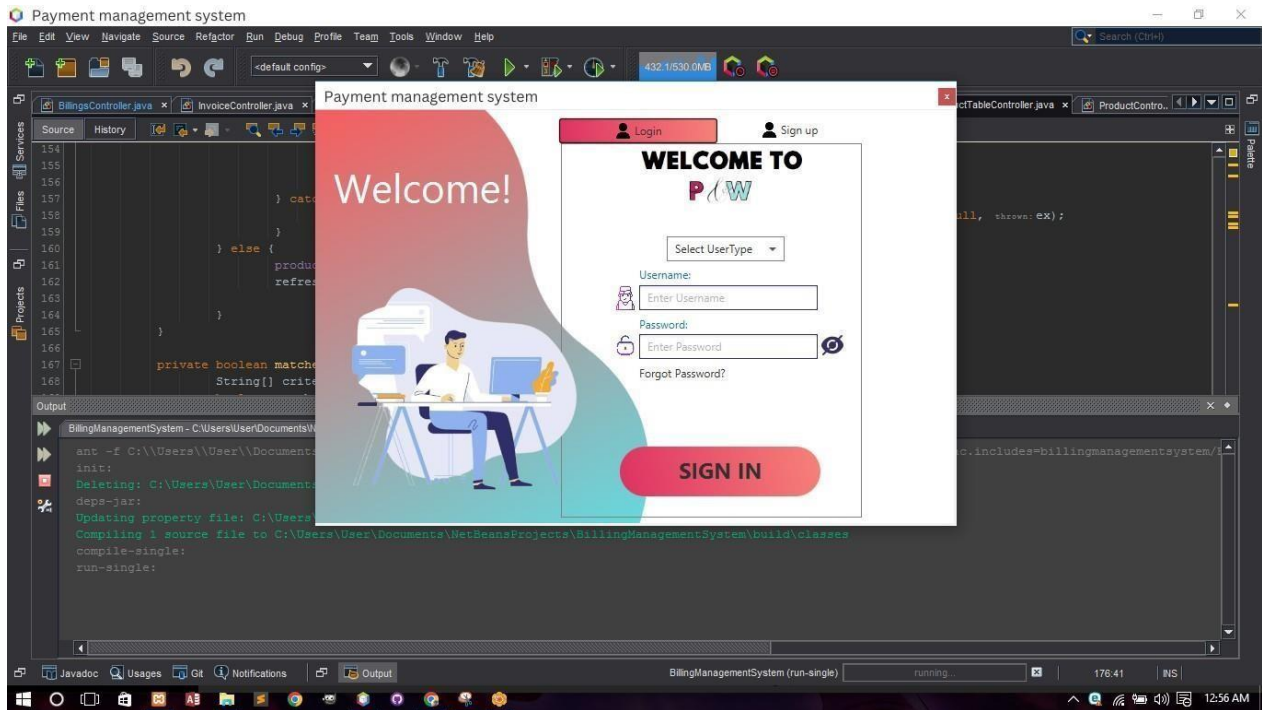 Payment management system
File Edit View Navigate Source Refactor Run Debug Profile Team Tools Window Help
Search (Ctrl+I)
<default config>
432.1/530.0MB
BillingsController.java
InvoiceController.java
Payment management system
ctTableController.java
ProductContro..
Services
Files
Projects
Palette
Source History
Login
Sign up
WELCOME TO
Welcome!
154
155
156
157 } catc
158 ull, thrown: ex);
159 }
160 } else {
161 produ
162 refres
163
164 }
165 }
166
167 private boolean matche
168 String[] crite
Select UserType
Username:
Enter Username
Password:
Enter Password
Forgot Password?
SIGN IN
Output
BillingManagementSystem - C:\Users\User\Documents\N
ant -f C:\\Users\\User\\Documents
c.includes=billingmanagementsystem/
init:
Deleting: C:\Users\User\Document
deps-jar:
Updating property file: C:\Users
Compiling 1 source file to C:\Users\User\Documents\NetBeansProjects\BillingManagementSystem\build\classes
compile-single:
run-single:
Javadoc Usages Git Notifications Output
BillingManagementSystem (run-single) running... 176:41 INS
12:56 AM